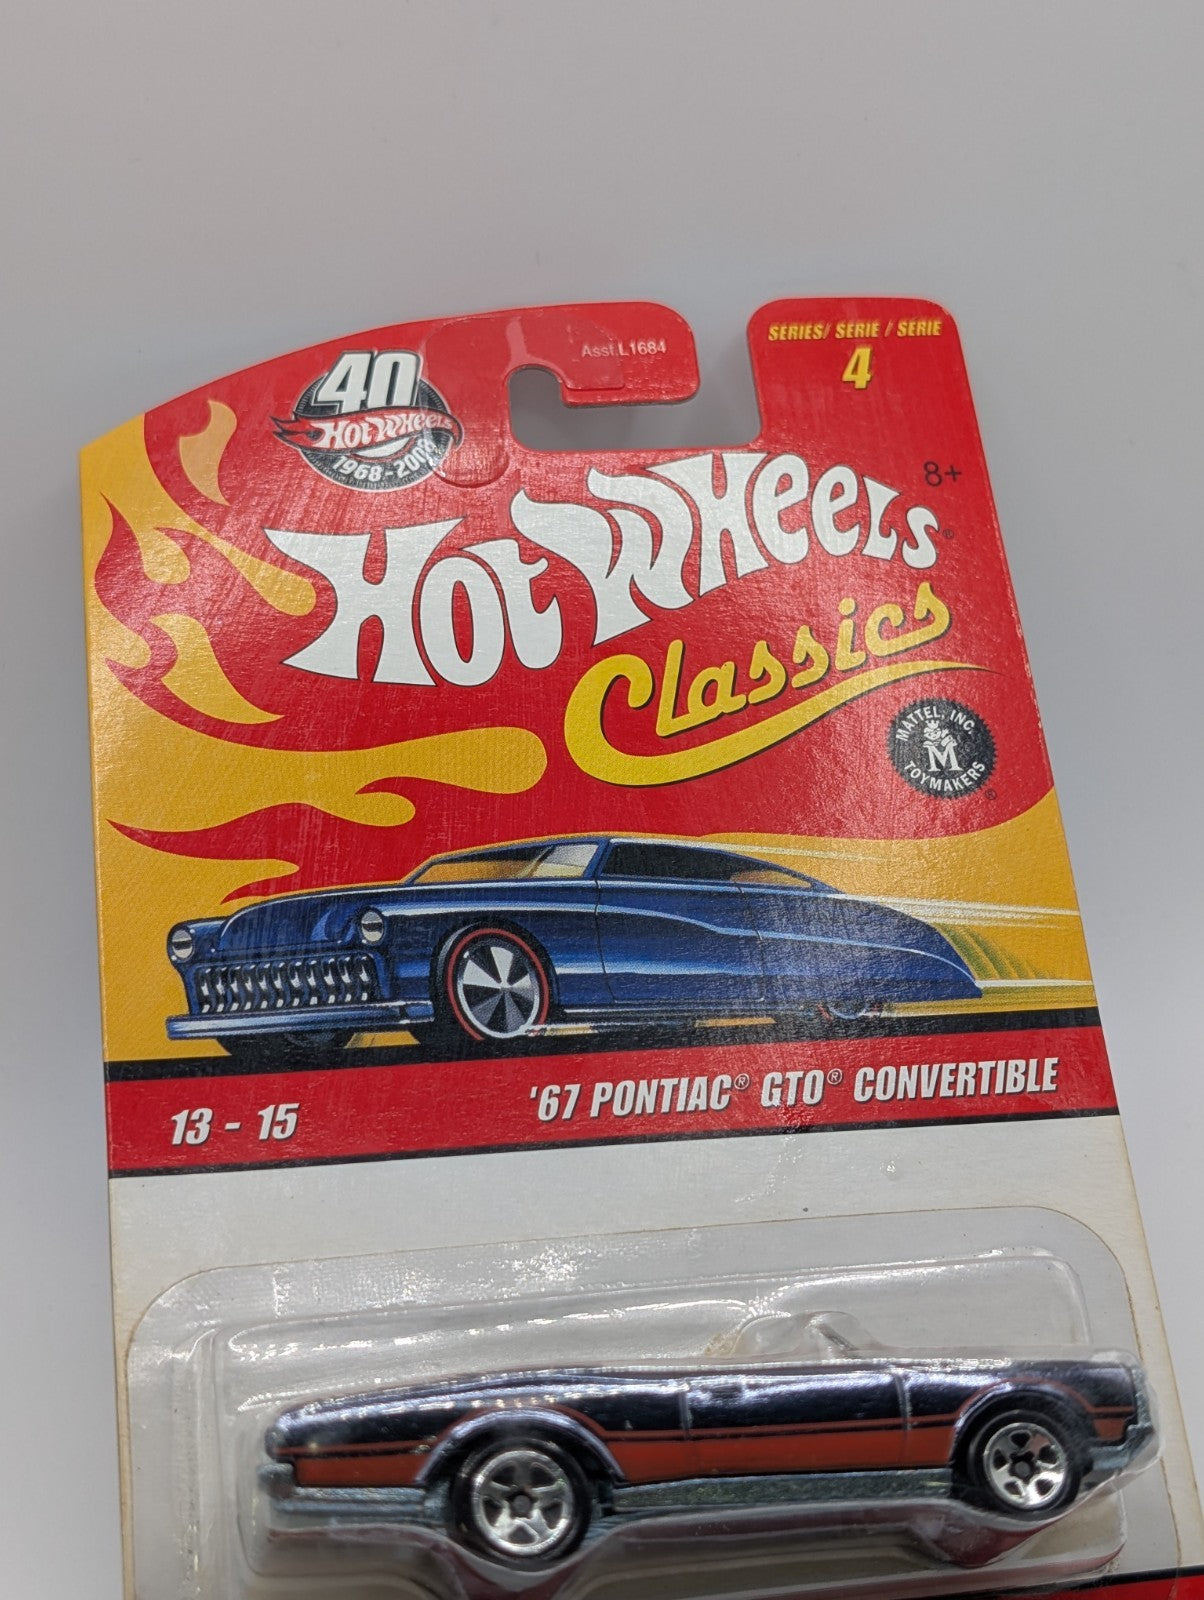 Asst.L1684
SERIES/ SERIE / SERIE
4
40
HOT WHEELS
1968-2008
8+
HOT WHEELS®
Classics
MATTEL, INC.
M
TOYMAKERS
®
13 - 15
'67 PONTIAC® GTO® CONVERTIBLE